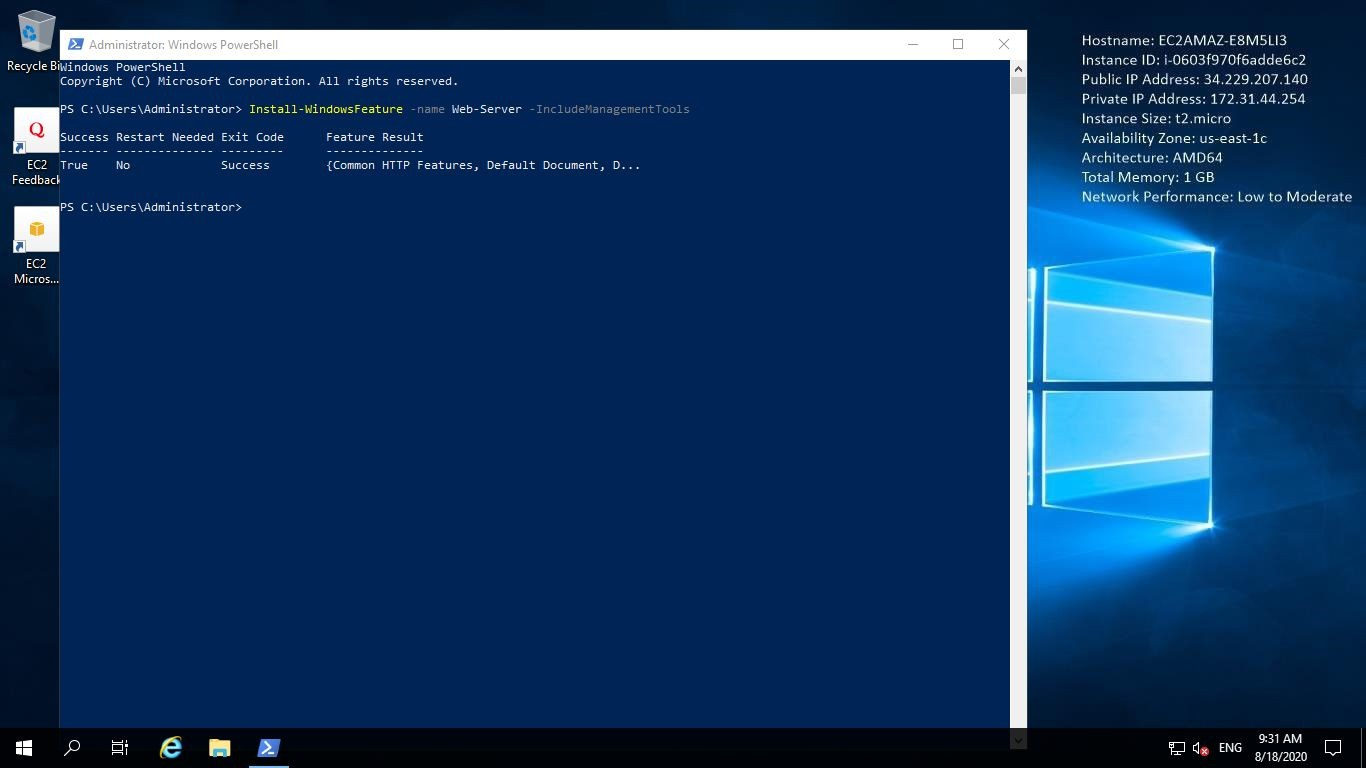 Recycle Bi
EC2
Feedback
EC2
Micros...
Administrator: Windows PowerShell
Windows PowerShell
Copyright (C) Microsoft Corporation. All rights reserved.
PS C:\Users\Administrator> Install-WindowsFeature -name Web-Server -IncludeManagementTools
Success Restart Needed Exit Code      Feature Result
------- -------------- ---------      --------------
True    No             Success        {Common HTTP Features, Default Document, D...
PS C:\Users\Administrator>
Hostname: EC2AMAZ-E8M5LI3
Instance ID: i-0603f970f6adde6c2
Public IP Address: 34.229.207.140
Private IP Address: 172.31.44.254
Instance Size: t2.micro
Availability Zone: us-east-1c
Architecture: AMD64
Total Memory: 1 GB
Network Performance: Low to Moderate
ENG
9:31 AM
8/18/2020